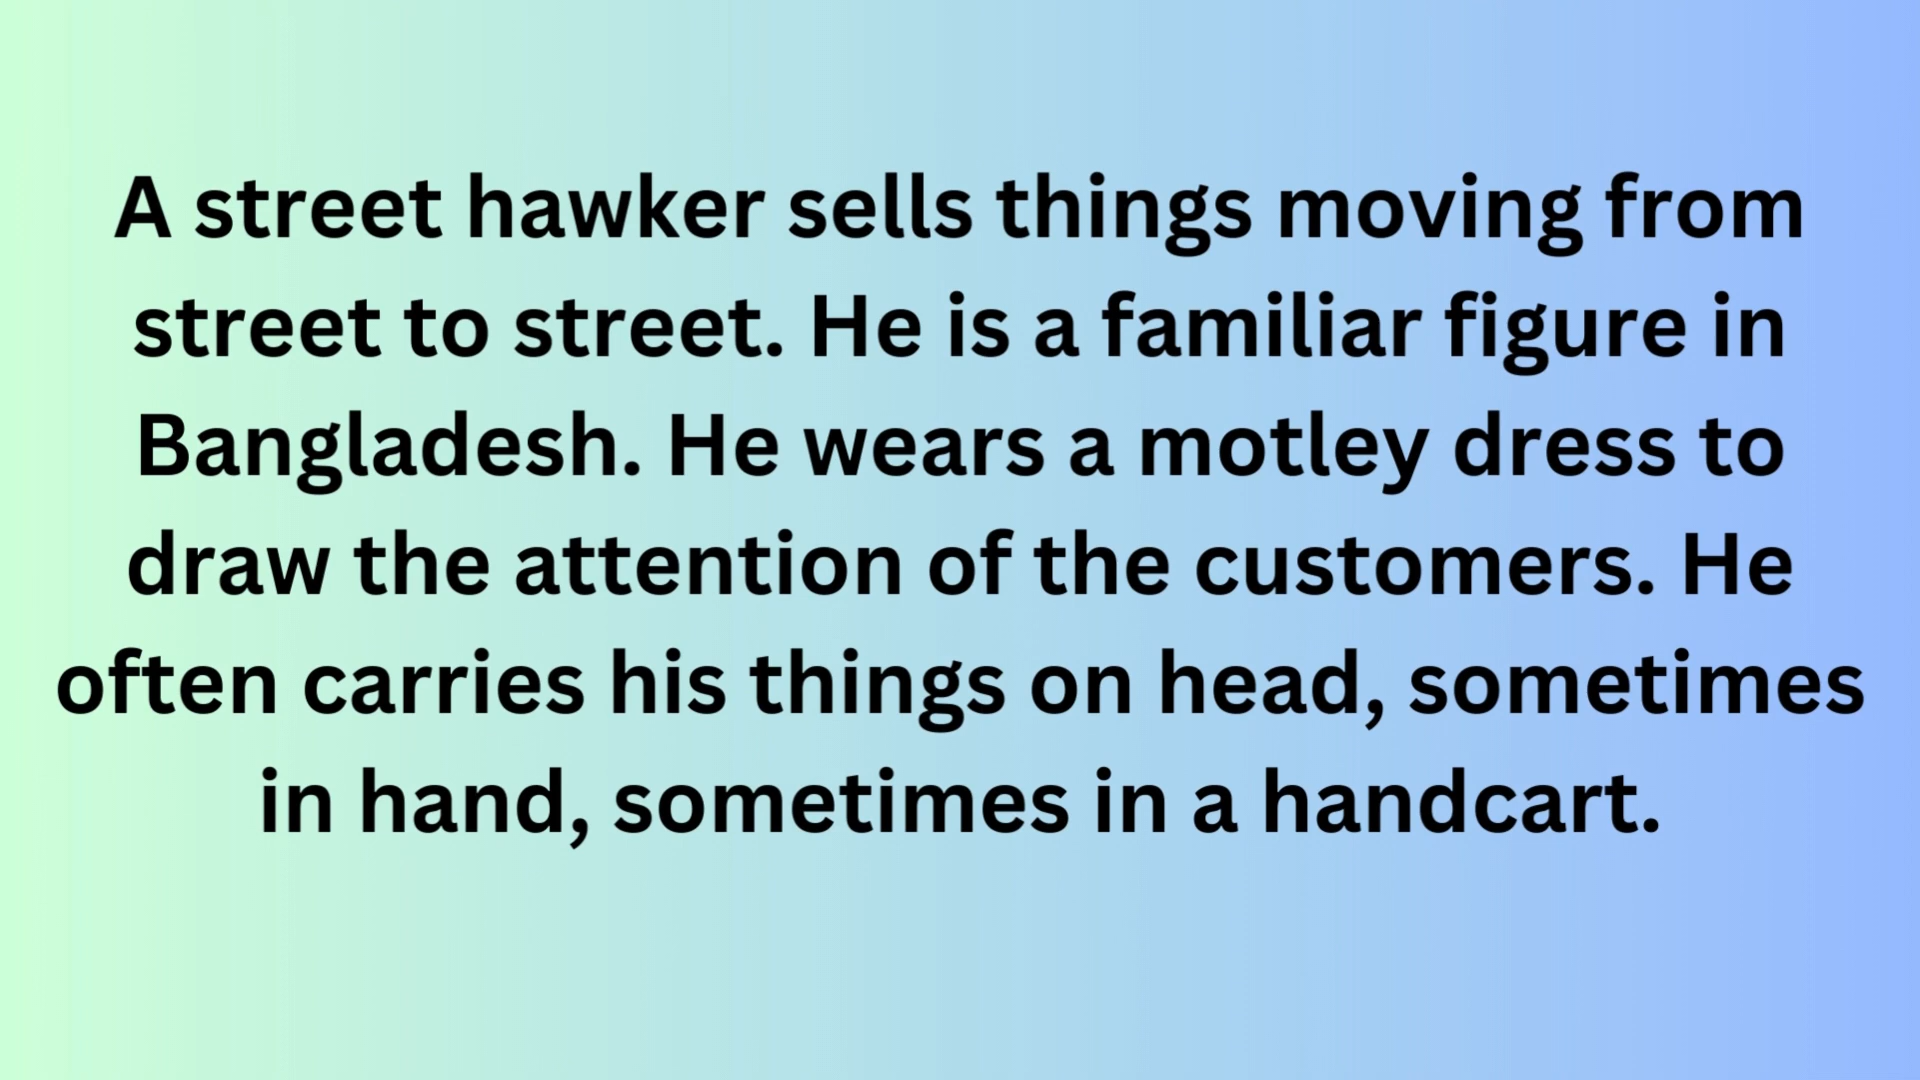 A street hawker sells things moving from
street to street. He is a familiar figure in
Bangladesh. He wears a motley dress to
draw the attention of the customers. He
often carries his things on head, sometimes
in hand, sometimes in a handcart.